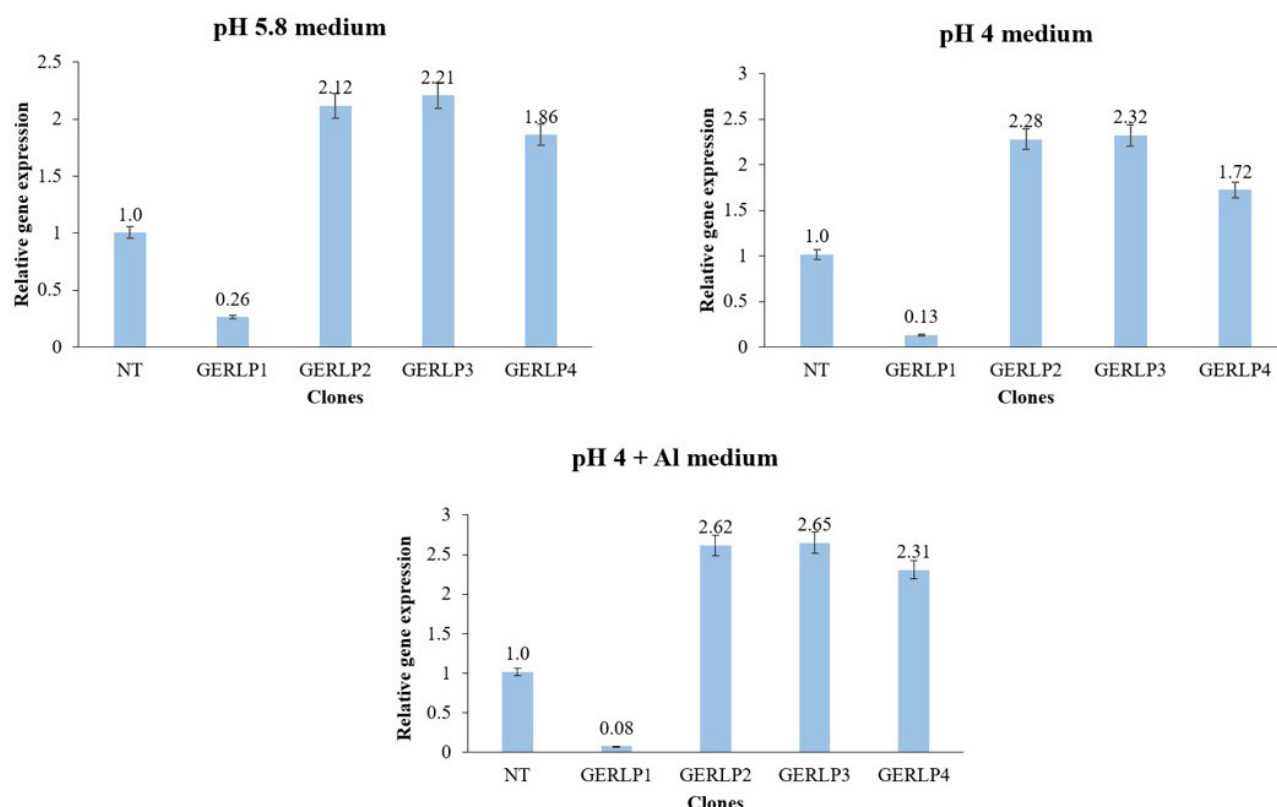 pH 5.8 medium
Relative gene expression
2.5
2
1.5
1
0.5
0
1.0
0.26
2.12
2.21
1.86
NT GERLP1 GERLP2 GERLP3 GERLP4
Clones
pH 4 medium
Relative gene expression
3
2.5
2
1.5
1
0.5
0
1.0
0.13
2.28
2.32
1.72
NT GERLP1 GERLP2 GERLP3 GERLP4
Clones
pH 4 + Al medium
Relative gene expression
3
2.5
2
1.5
1
0.5
0
1.0
0.08
2.62
2.65
2.31
NT GERLP1 GERLP2 GERLP3 GERLP4
Clones